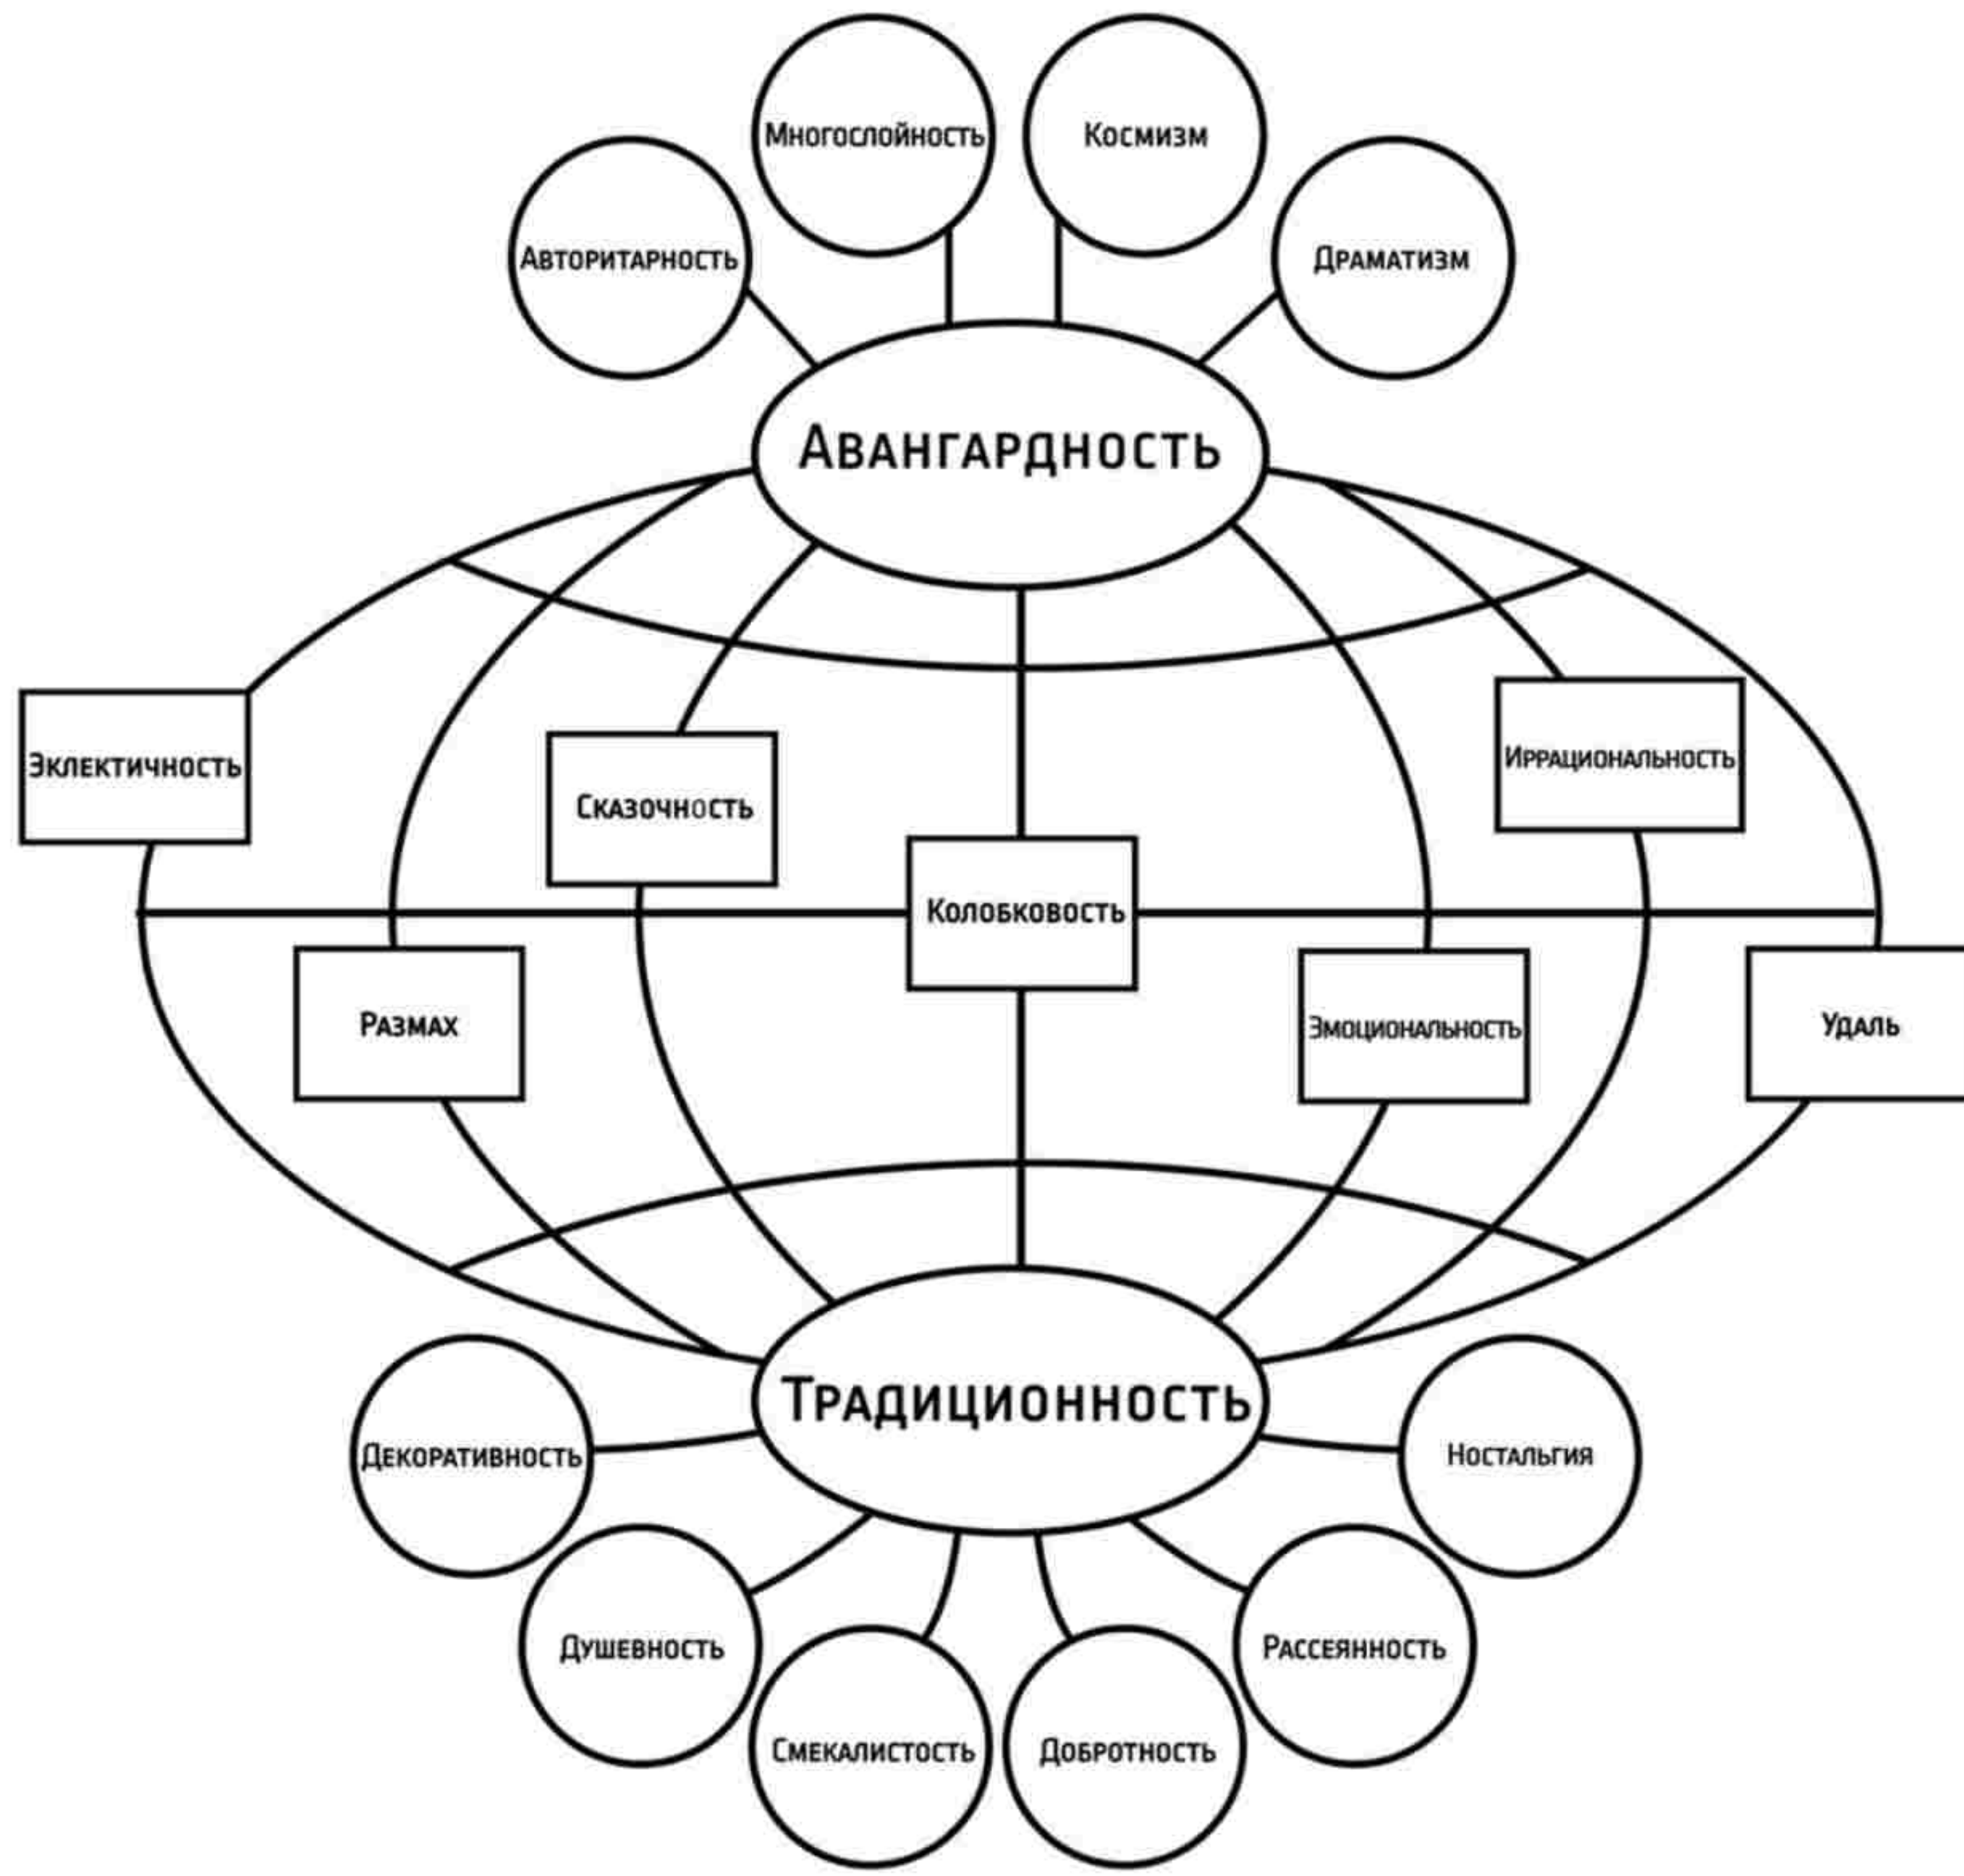 Многослойность
Космизм
Авторитарность
Драматизм
Авангардность
Эклектичность
Иррациональность
Сказочность
Колобковость
Размах
Эмоциональность
Удаль
Традиционность
Декоративность
Ностальгия
Душевность
Рассеянность
Смекалистость
Добротность